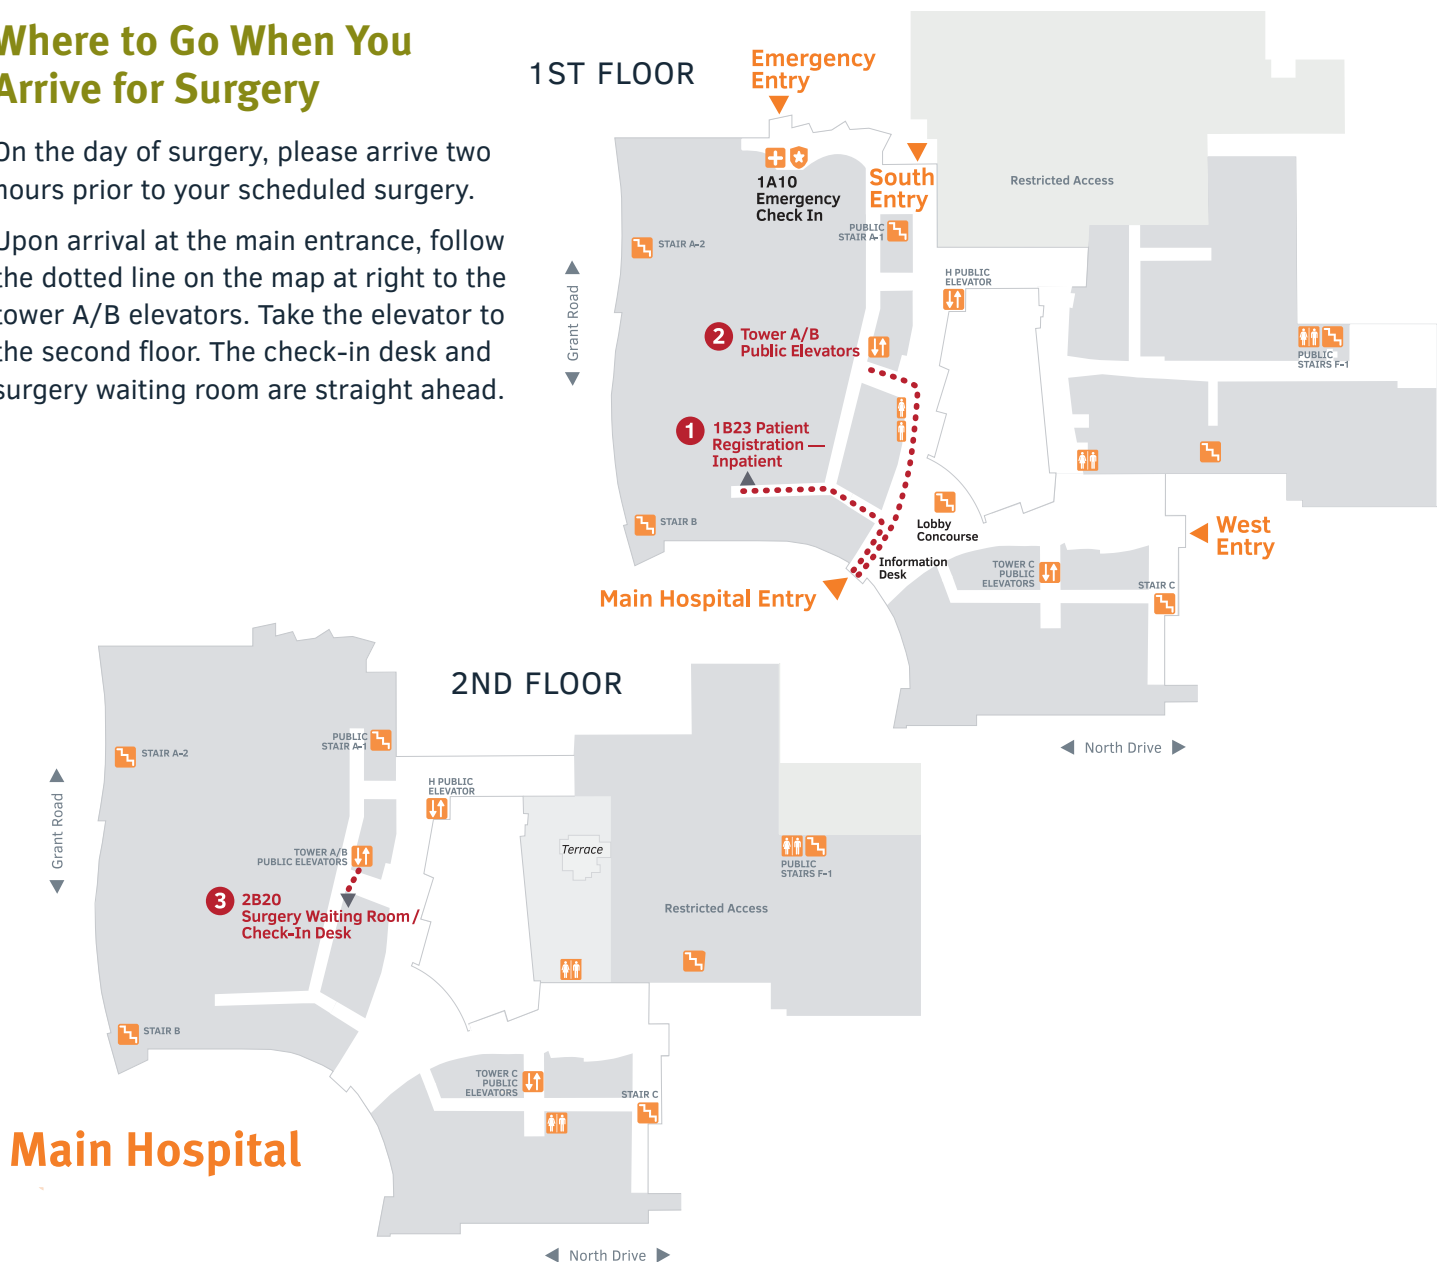 Where to Go When You
Arrive for Surgery
On the day of surgery, please arrive two
hours prior to your scheduled surgery.
Upon arrival at the main entrance, follow
the dotted line on the map at right to the
tower A/B elevators. Take the elevator to
the second floor. The check-in desk and
surgery waiting room are straight ahead.
1ST FLOOR
Emergency
Entry
1A10
Emergency
Check In
South
Entry
Restricted Access
PUBLIC
STAIR A-1
STAIR A-2
H PUBLIC
ELEVATOR
Grant Road
2 Tower A/B
Public Elevators
PUBLIC
STAIRS F-1
1 1B23 Patient
Registration —
Inpatient
STAIR B
Lobby
Concourse
Information
Desk
West
Entry
TOWER C
PUBLIC
ELEVATORS
STAIR C
Main Hospital Entry
North Drive
2ND FLOOR
PUBLIC
STAIR A-1
STAIR A-2
H PUBLIC
ELEVATOR
Grant Road
TOWER A/B
PUBLIC ELEVATORS
Terrace
PUBLIC
STAIRS F-1
3 2B20
Surgery Waiting Room /
Check-In Desk
Restricted Access
STAIR B
TOWER C
PUBLIC
ELEVATORS
STAIR C
Main Hospital
North Drive